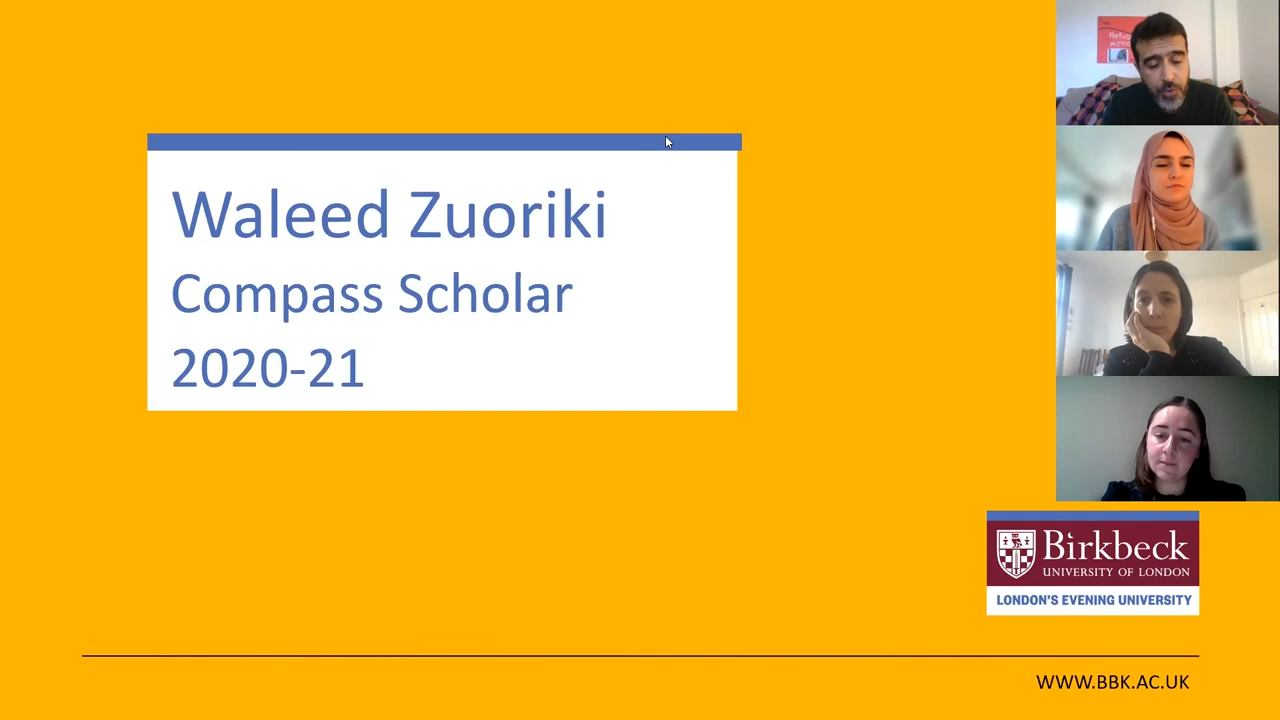 Waleed Zuoriki
Compass Scholar
2020-21
Birkbeck
UNIVERSITY OF LONDON
LONDON'S EVENING UNIVERSITY
WWW.BBK.AC.UK